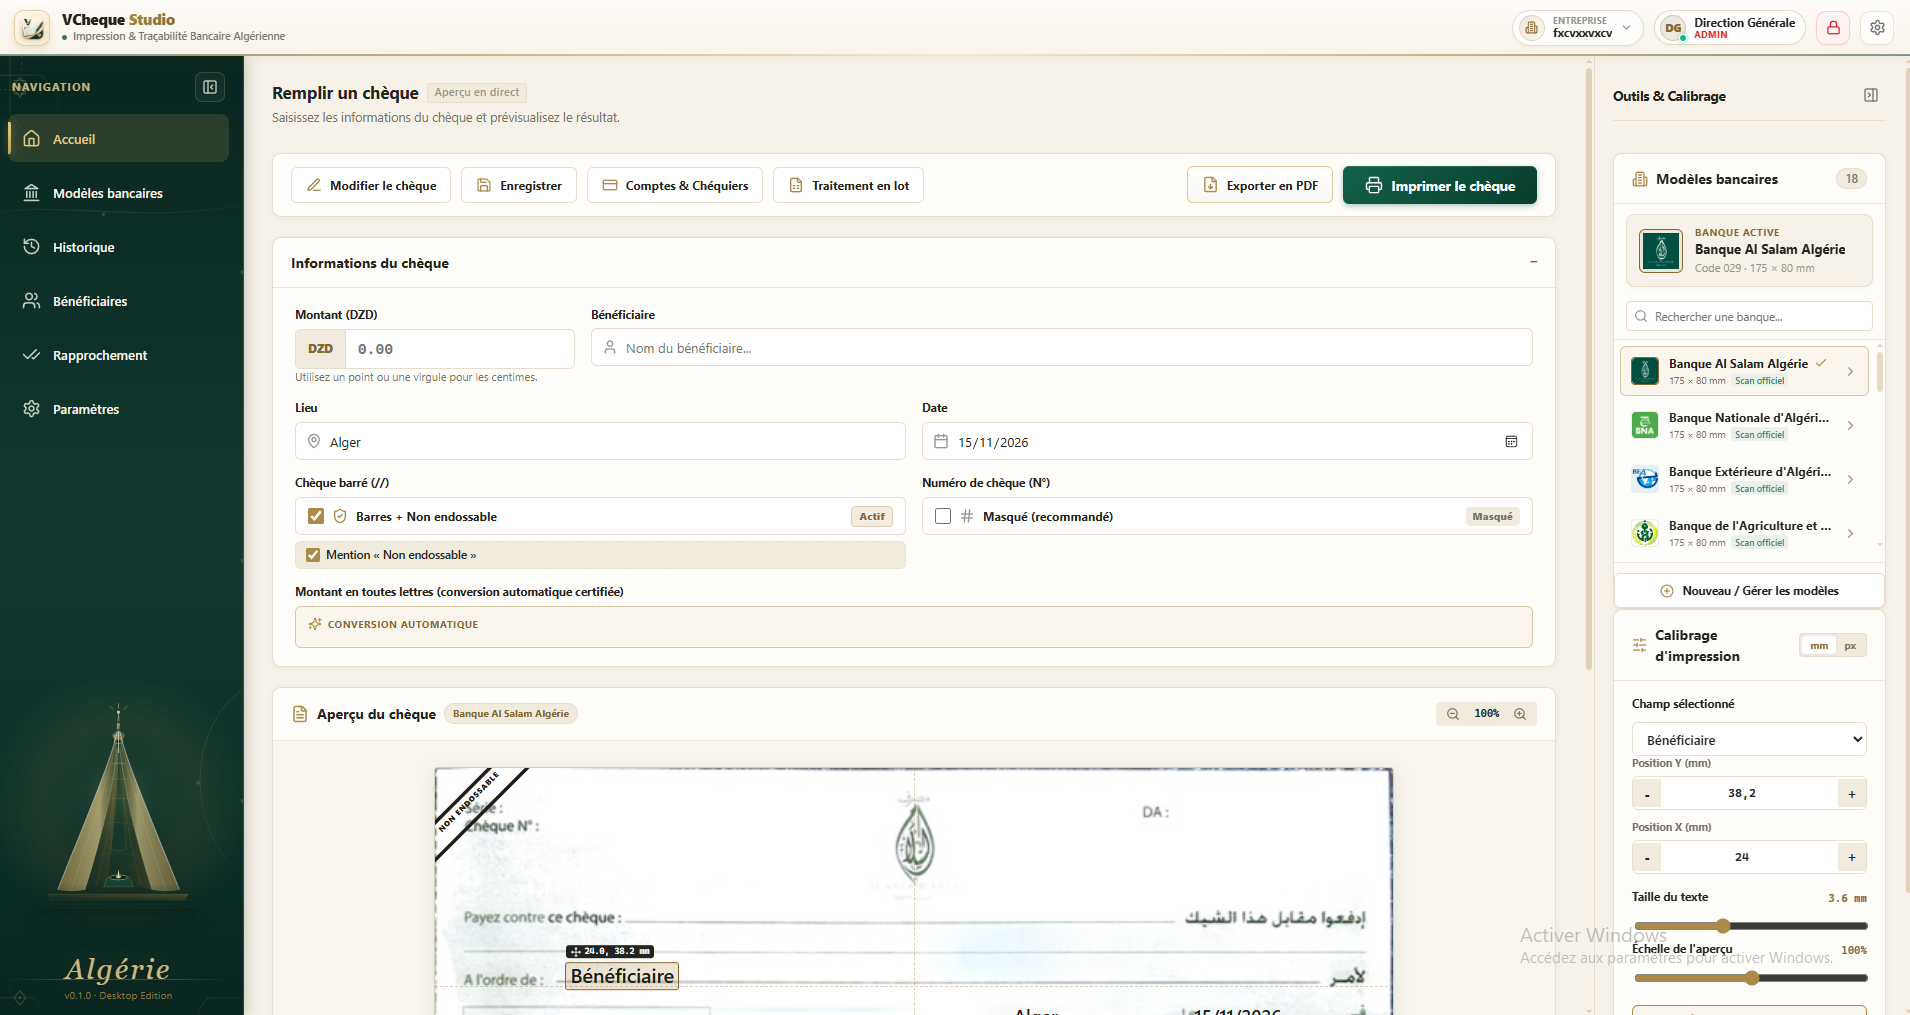 VCheque Studio
Impression & Traçabilité Bancaire Algérienne
ENTREPRISE
fxcvxxvxcv
DG
Direction Générale
ADMIN
NAVIGATION
Accueil
Modèles bancaires
Historique
Bénéficiaires
Rapprochement
Paramètres
Algérie
v0.1.0 · Desktop Edition
Remplir un chèque
Aperçu en direct
Saisissez les informations du chèque et prévisualisez le résultat.
Modifier le chèque
Enregistrer
Comptes & Chéquiers
Traitement en lot
Exporter en PDF
Imprimer le chèque
Informations du chèque
Montant (DZD)
DZD
0.00
Utilisez un point ou une virgule pour les centimes.
Bénéficiaire
Nom du bénéficiaire...
Lieu
Alger
Date
15/11/2026
Chèque barré (//)
Barres + Non endossable
Actif
Mention « Non endossable »
Numéro de chèque (N°)
Masqué (recommandé)
Masqué
Montant en toutes lettres (conversion automatique certifiée)
CONVERSION AUTOMATIQUE
Aperçu du chèque
Banque Al Salam Algérie
100%
NON ENDOSSABLE
Série :
Chèque N° :
DA :
Payez contre ce chèque :
إدفعوا مقابل هذا الشيك
24.0, 38.2 mm
A l'ordre de :
Bénéficiaire
لأمر
Alger
15/11/2026
Outils & Calibrage
Modèles bancaires
18
BANQUE ACTIVE
Banque Al Salam Algérie
Code 029 · 175 × 80 mm
Rechercher une banque...
Banque Al Salam Algérie
175 × 80 mm Scan officiel
Banque Nationale d'Algéri...
175 × 80 mm Scan officiel
BNA
Banque Extérieure d'Algéri...
175 × 80 mm Scan officiel
Banque de l'Agriculture et ...
175 × 80 mm Scan officiel
Nouveau / Gérer les modèles
Calibrage d'impression
mm
px
Champ sélectionné
Bénéficiaire
Position Y (mm)
-
38,2
+
Position X (mm)
-
24
+
Taille du texte
3.6 mm
Échelle de l'aperçu
100%
Activer Windows
Accédez aux paramètres pour activer Windows.